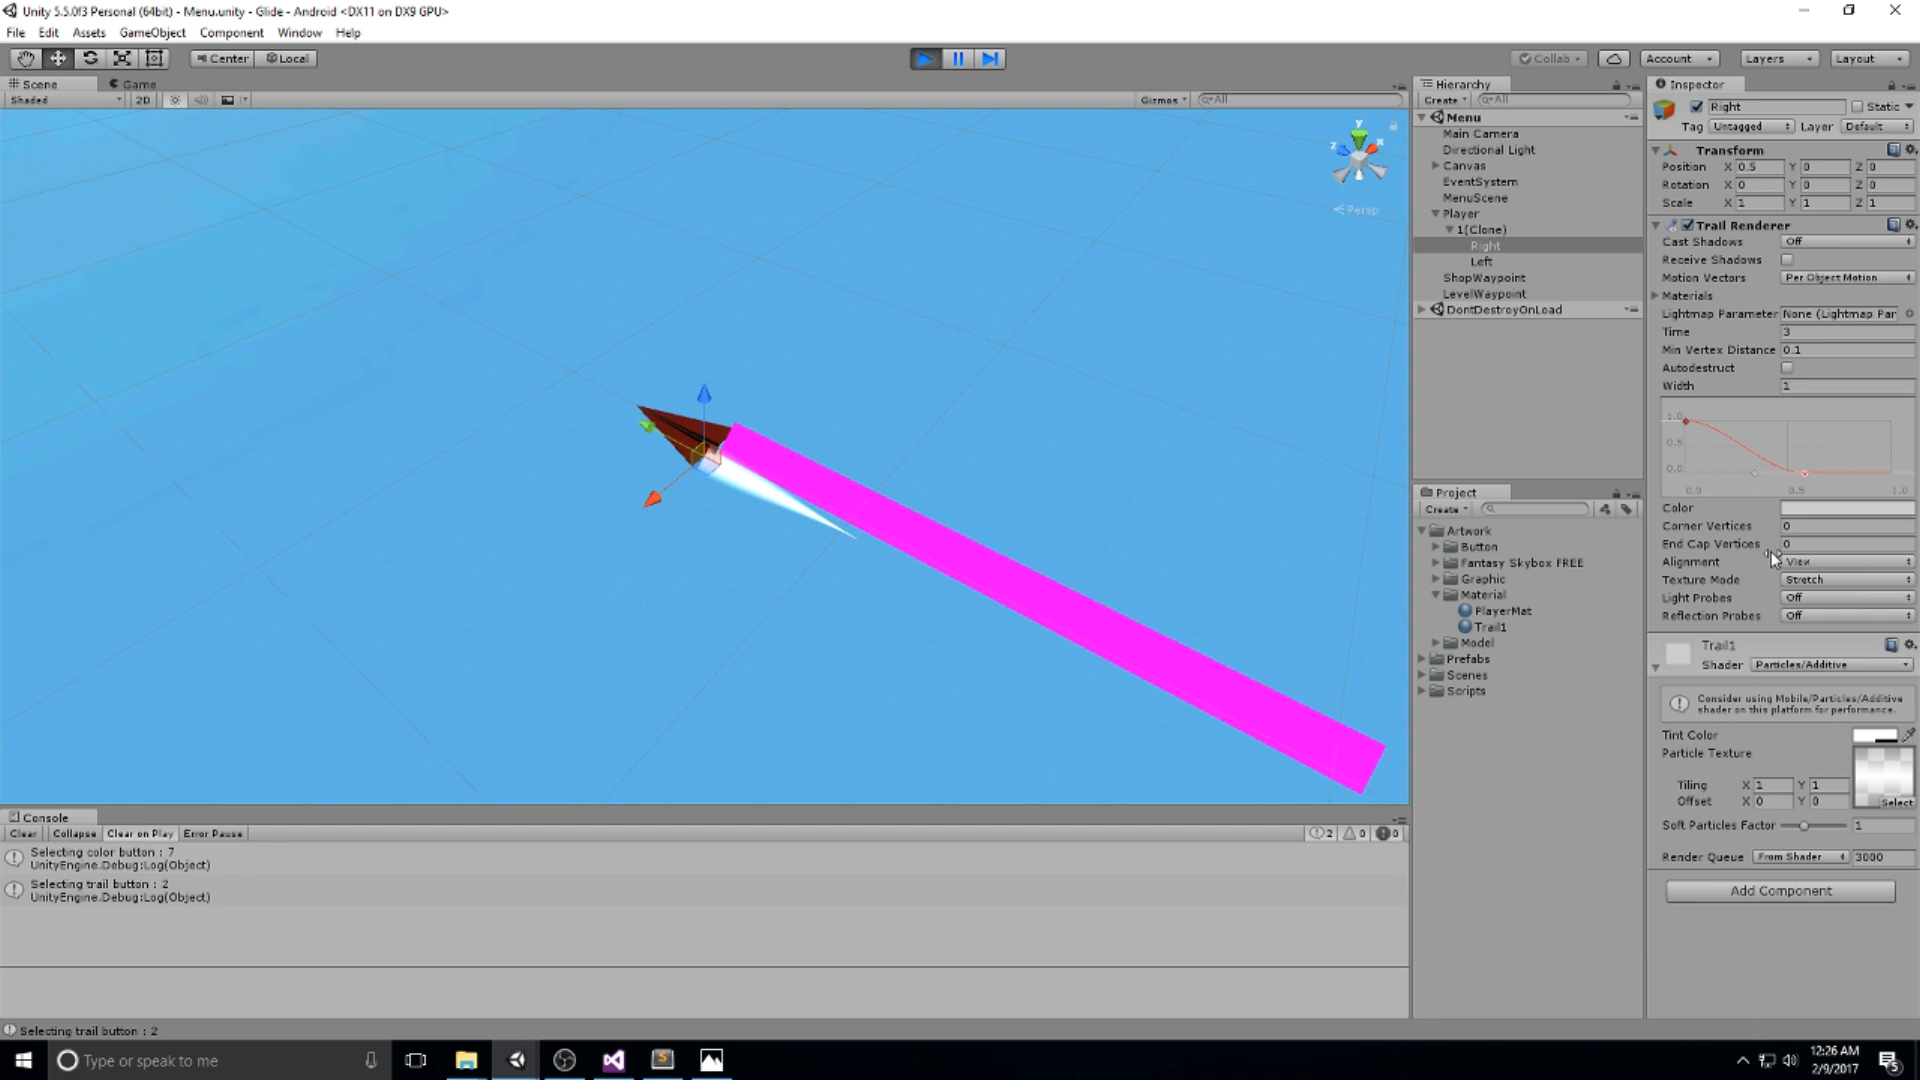 Unity 5.5.0f3 Personal (64bit) - Menu.unity - Glide - Android <DX11 on DX9 GPU>
File Edit Assets GameObject Component Window Help
Center Local Collab Account Layers Layout
Scene Game
Shaded 2D Gizmos All
y x z
Persp
Hierarchy
Create All
Menu
Main Camera
Directional Light
Canvas
EventSystem
MenuScene
Player
1(Clone)
Right
Left
ShopWaypoint
LevelWaypoint
DontDestroyOnLoad
Project
Create
Artwork
Button
Fantasy Skybox FREE
Graphic
Material
PlayerMat
Trail1
Model
Prefabs
Scenes
Scripts
Inspector
Right Static
Tag Untagged Layer Default
Transform
Position X 0.5 Y 0 Z 0
Rotation X 0 Y 0 Z 0
Scale X 1 Y 1 Z 1
Trail Renderer
Cast Shadows Off
Receive Shadows
Motion Vectors Per Object Motion
Materials
Lightmap Parameter None (Lightmap Par
Time 3
Min Vertex Distance 0.1
Autodestruct
Width 1
1.0
0.5
0.0
0.0 0.5 1.0
Color
Corner Vertices 0
End Cap Vertices 0
Alignment View
Texture Mode Stretch
Light Probes Off
Reflection Probes Off
Trail1
Shader Particles/Additive
Consider using Mobile/Particles/Additive
shader on this platform for performance.
Tint Color
Particle Texture
Tiling X 1 Y 1
Offset X 0 Y 0
Select
Soft Particles Factor 1
Render Queue From Shader 3000
Add Component
Console
Clear Collapse Clear on Play Error Pause 2 0 0
Selecting color button : 7
UnityEngine.Debug:Log(Object)
Selecting trail button : 2
UnityEngine.Debug:Log(Object)
Selecting trail button : 2
Type or speak to me
12:26 AM
2/9/2017
5